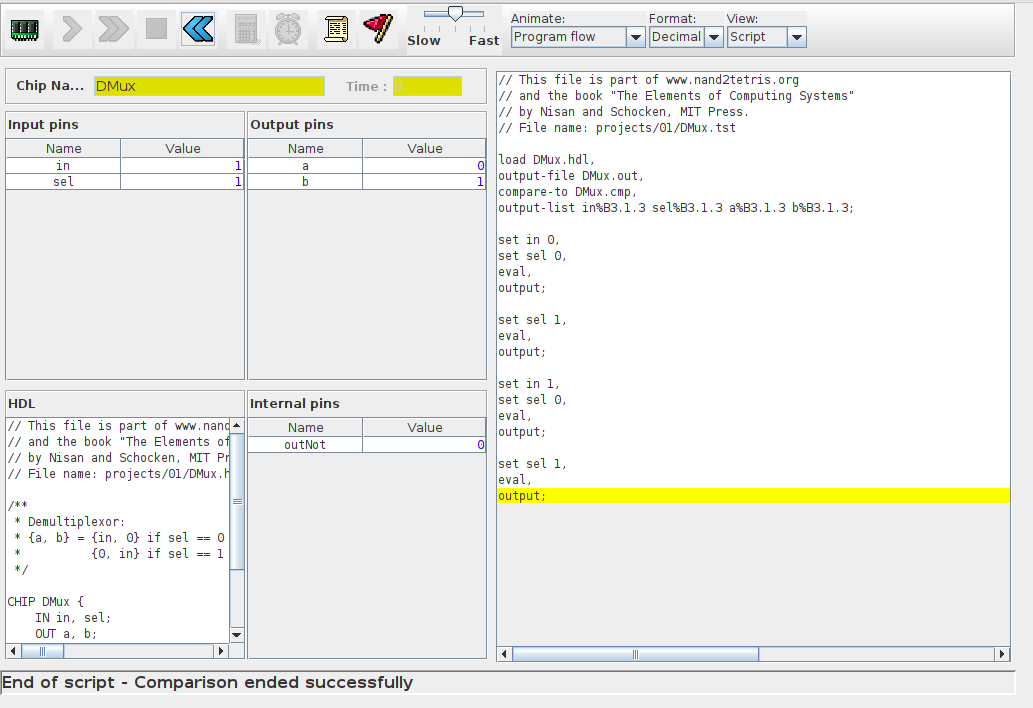 Slow Fast
Animate: Format: View:
Program flow Decimal Script
Chip Na... DMux Time : 0
Input pins
Name Value
in 1
sel 1
Output pins
Name Value
a 0
b 1
HDL
// This file is part of www.nand
// and the book "The Elements of
// by Nisan and Schocken, MIT Pr
// File name: projects/01/DMux.h
/**
* Demultiplexor:
* {a, b} = {in, 0} if sel == 0
* {0, in} if sel == 1
*/
CHIP DMux {
IN in, sel;
OUT a, b;
Internal pins
Name Value
outNot 0
// This file is part of www.nand2tetris.org
// and the book "The Elements of Computing Systems"
// by Nisan and Schocken, MIT Press.
// File name: projects/01/DMux.tst
load DMux.hdl,
output-file DMux.out,
compare-to DMux.cmp,
output-list in%B3.1.3 sel%B3.1.3 a%B3.1.3 b%B3.1.3;
set in 0,
set sel 0,
eval,
output;
set sel 1,
eval,
output;
set in 1,
set sel 0,
eval,
output;
set sel 1,
eval,
output;
End of script - Comparison ended successfully